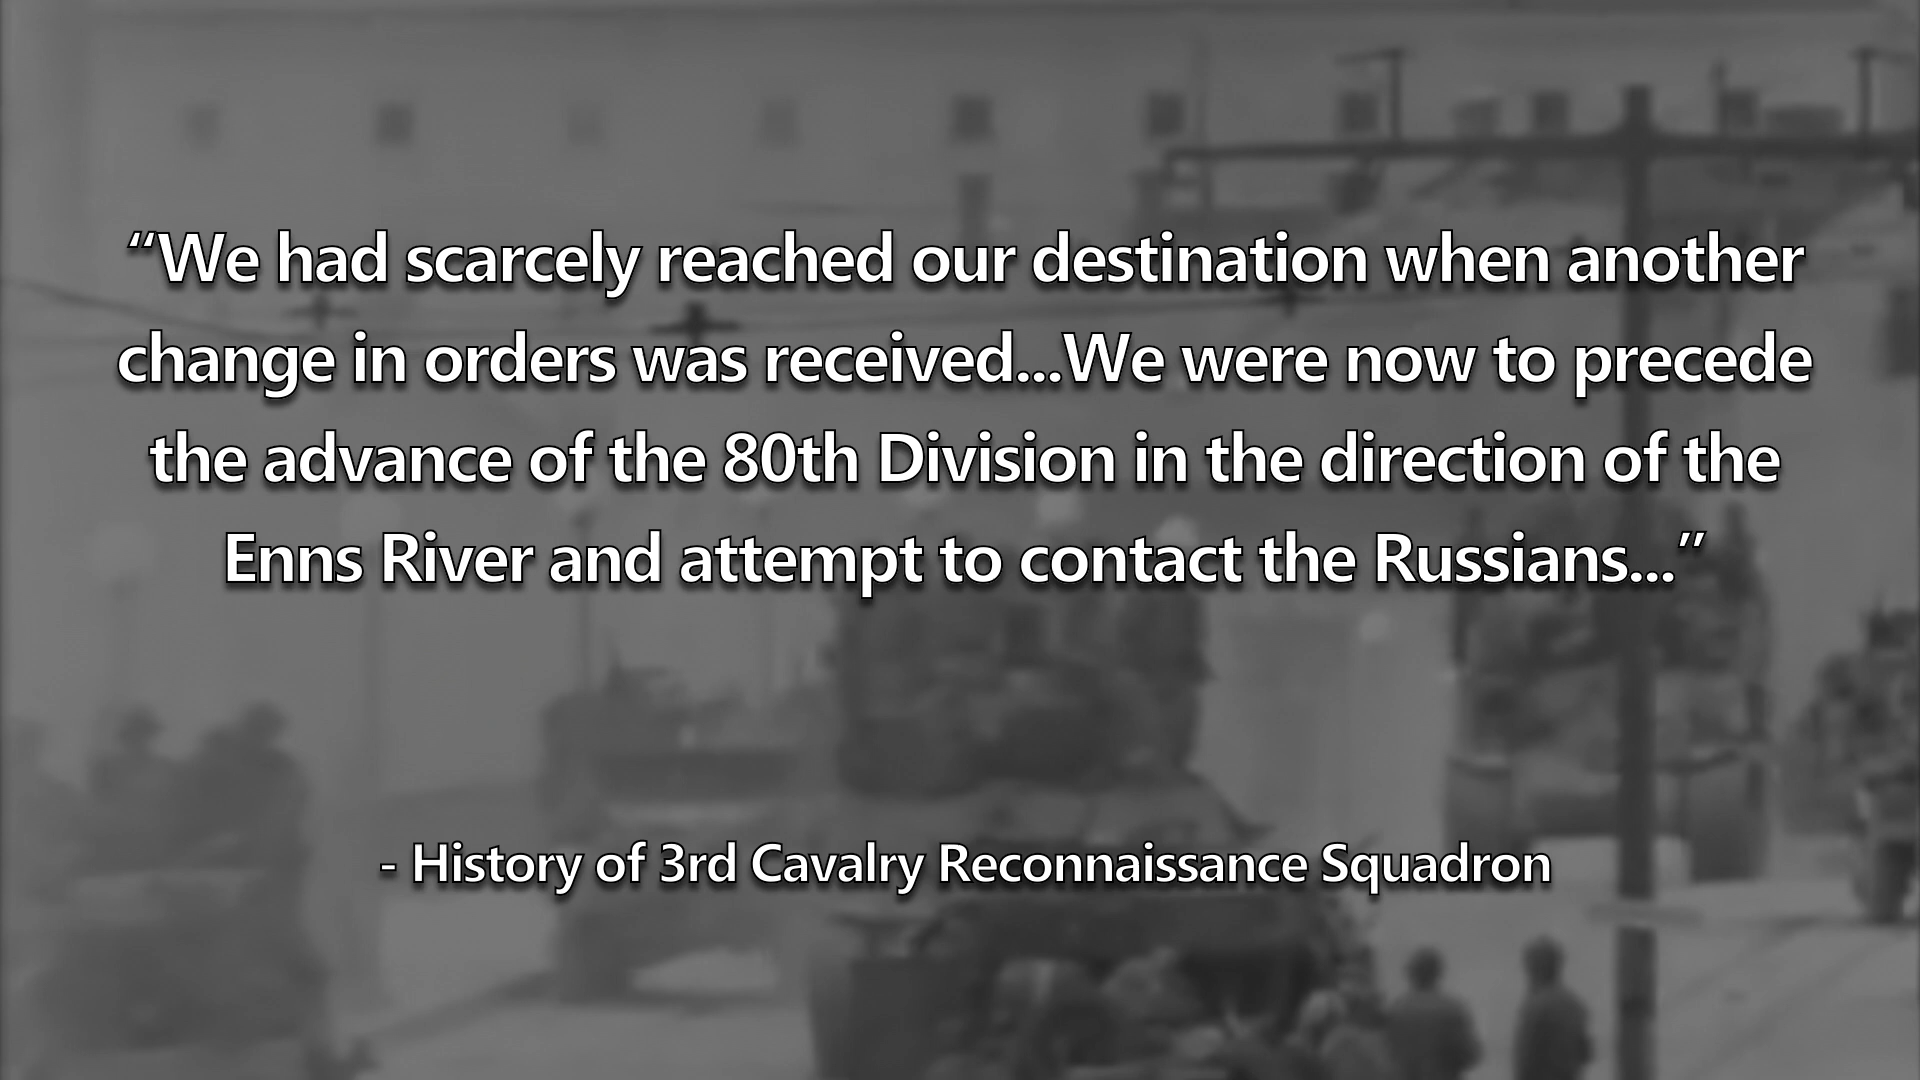 “We had scarcely reached our destination when another
change in orders was received...We were now to precede
the advance of the 80th Division in the direction of the
Enns River and attempt to contact the Russians...”
- History of 3rd Cavalry Reconnaissance Squadron